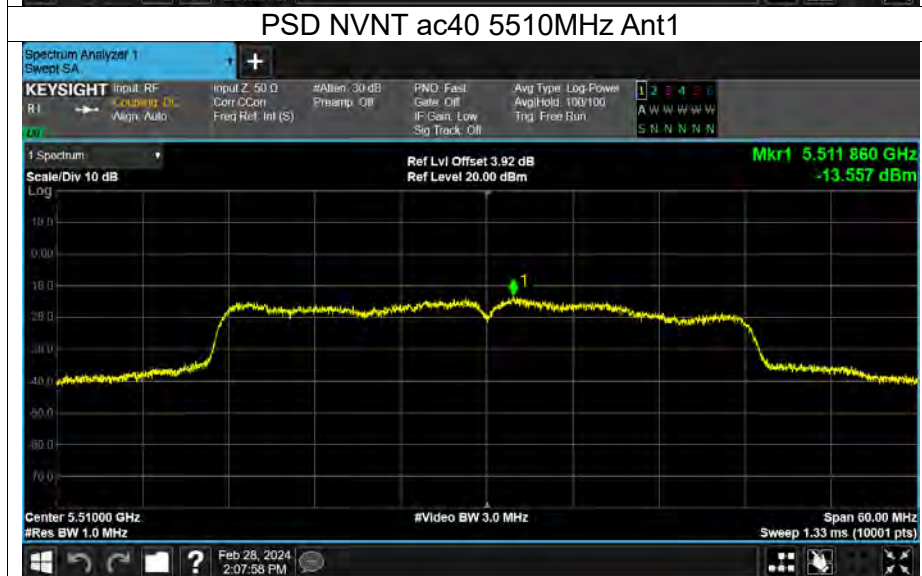 PSD NVNT ac40 5510MHz Ant1
Spectrum Analyzer 1
Swept SA
+
KEYSIGHT Input: RF
Coupling: DC
Align: Auto
Input Z: 50 Ω
Corr CCorr
Freq Ref: Int (S)
#Atten: 30 dB
Preamp: Off
PNO: Fast
Gate: Off
IF Gain: Low
Sig Track: Off
Avg Type: Log-Power
Avg|Hold: 100/100
Trig: Free Run
1 2 3 4 5 6
A W W W W W
S N N N N N
1 Spectrum
Scale/Div 10 dB
Log
Ref Lvl Offset 3.92 dB
Ref Level 20.00 dBm
Mkr1 5.511 860 GHz
-13.557 dBm
10.0
0.00
-10.0
-20.0
-30.0
-40.0
-50.0
-60.0
-70.0
1
Center 5.51000 GHz
#Res BW 1.0 MHz
#Video BW 3.0 MHz
Span 60.00 MHz
Sweep 1.33 ms (10001 pts)
?
Feb 28, 2024
2:07:58 PM